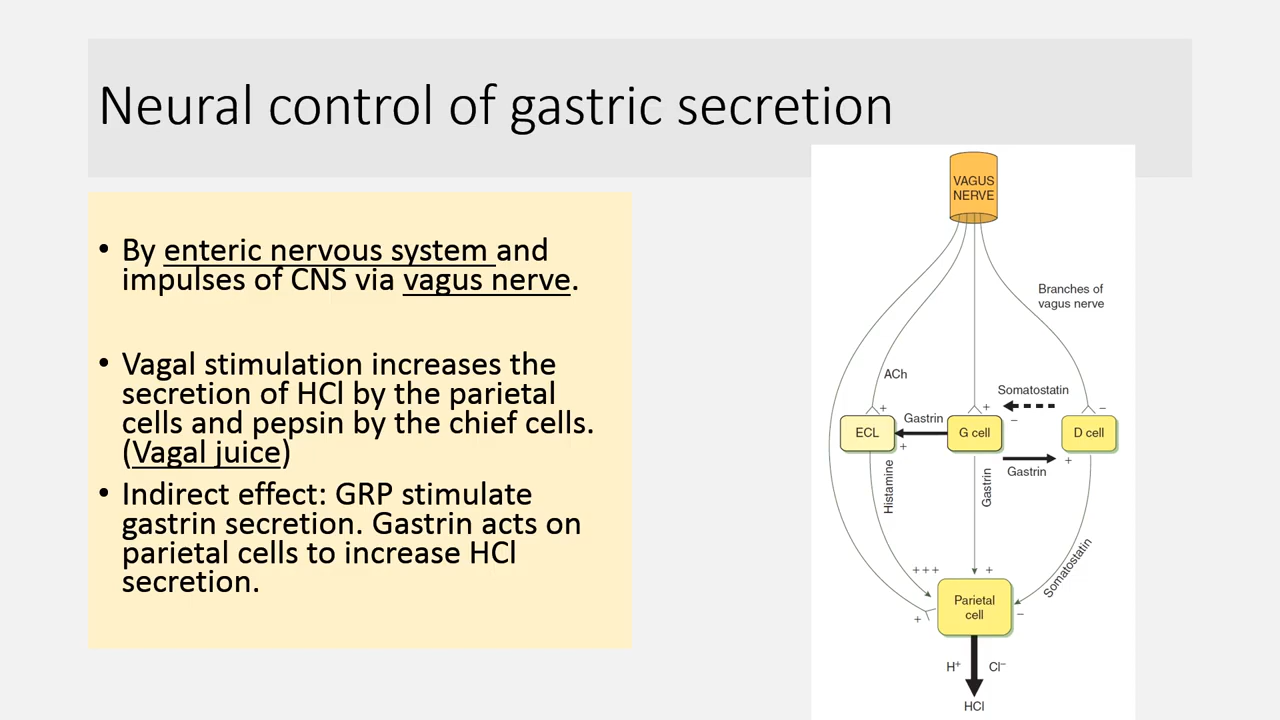 Neural control of gastric secretion
• By enteric nervous system and
impulses of CNS via vagus nerve.
• Vagal stimulation increases the
secretion of HCl by the parietal
cells and pepsin by the chief cells.
(Vagal juice)
• Indirect effect: GRP stimulate
gastrin secretion. Gastrin acts on
parietal cells to increase HCl
secretion.
VAGUS
NERVE
Branches of
vagus nerve
ACh
Somatostatin
+
+
−
−
Gastrin
ECL
G cell
D cell
+
+
Gastrin
Histamine
Gastrin
Somatostatin
+++
+
Parietal
cell
+
−
H⁺
Cl⁻
HCl